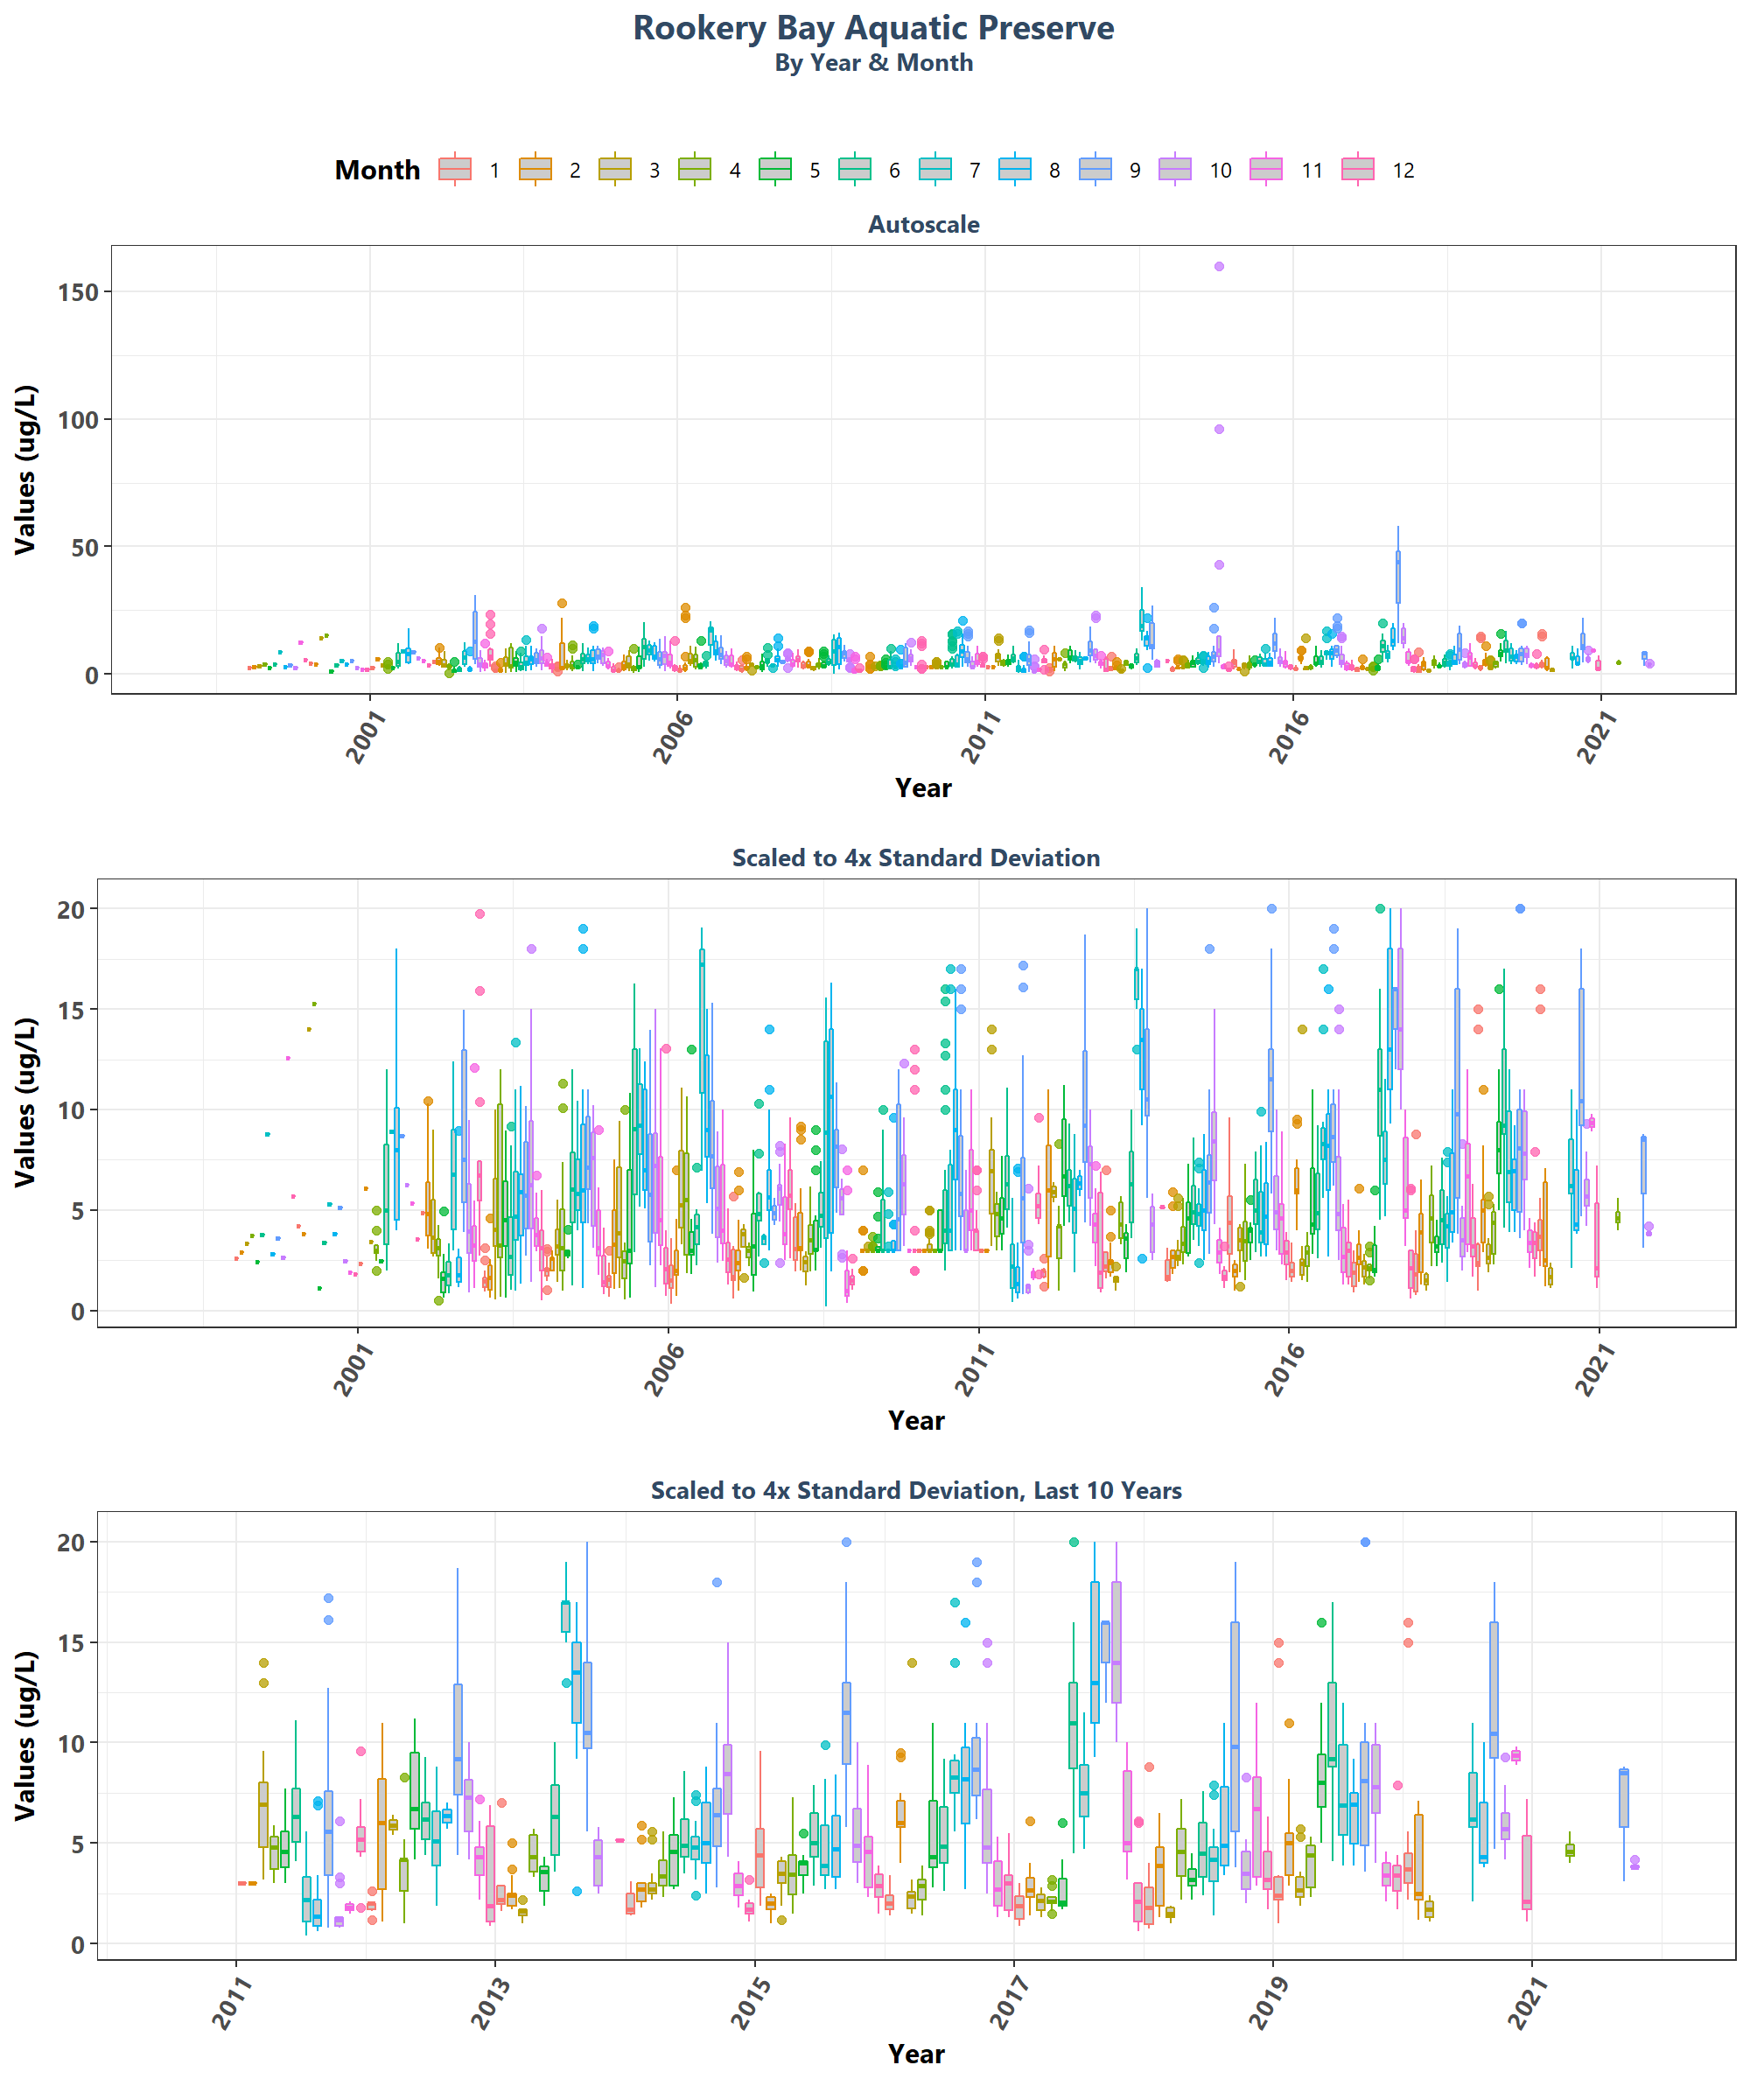 Rookery Bay Aquatic Preserve
By Year & Month
Month 1 2 3 4 5 6 7 8 9 10 11 12
Autoscale
Values (ug/L)
150
100
50
0
2001 2006 2011 2016 2021
Year
Scaled to 4x Standard Deviation
Values (ug/L)
20
15
10
5
0
2001 2006 2011 2016 2021
Year
Scaled to 4x Standard Deviation, Last 10 Years
Values (ug/L)
20
15
10
5
0
2011 2013 2015 2017 2019 2021
Year